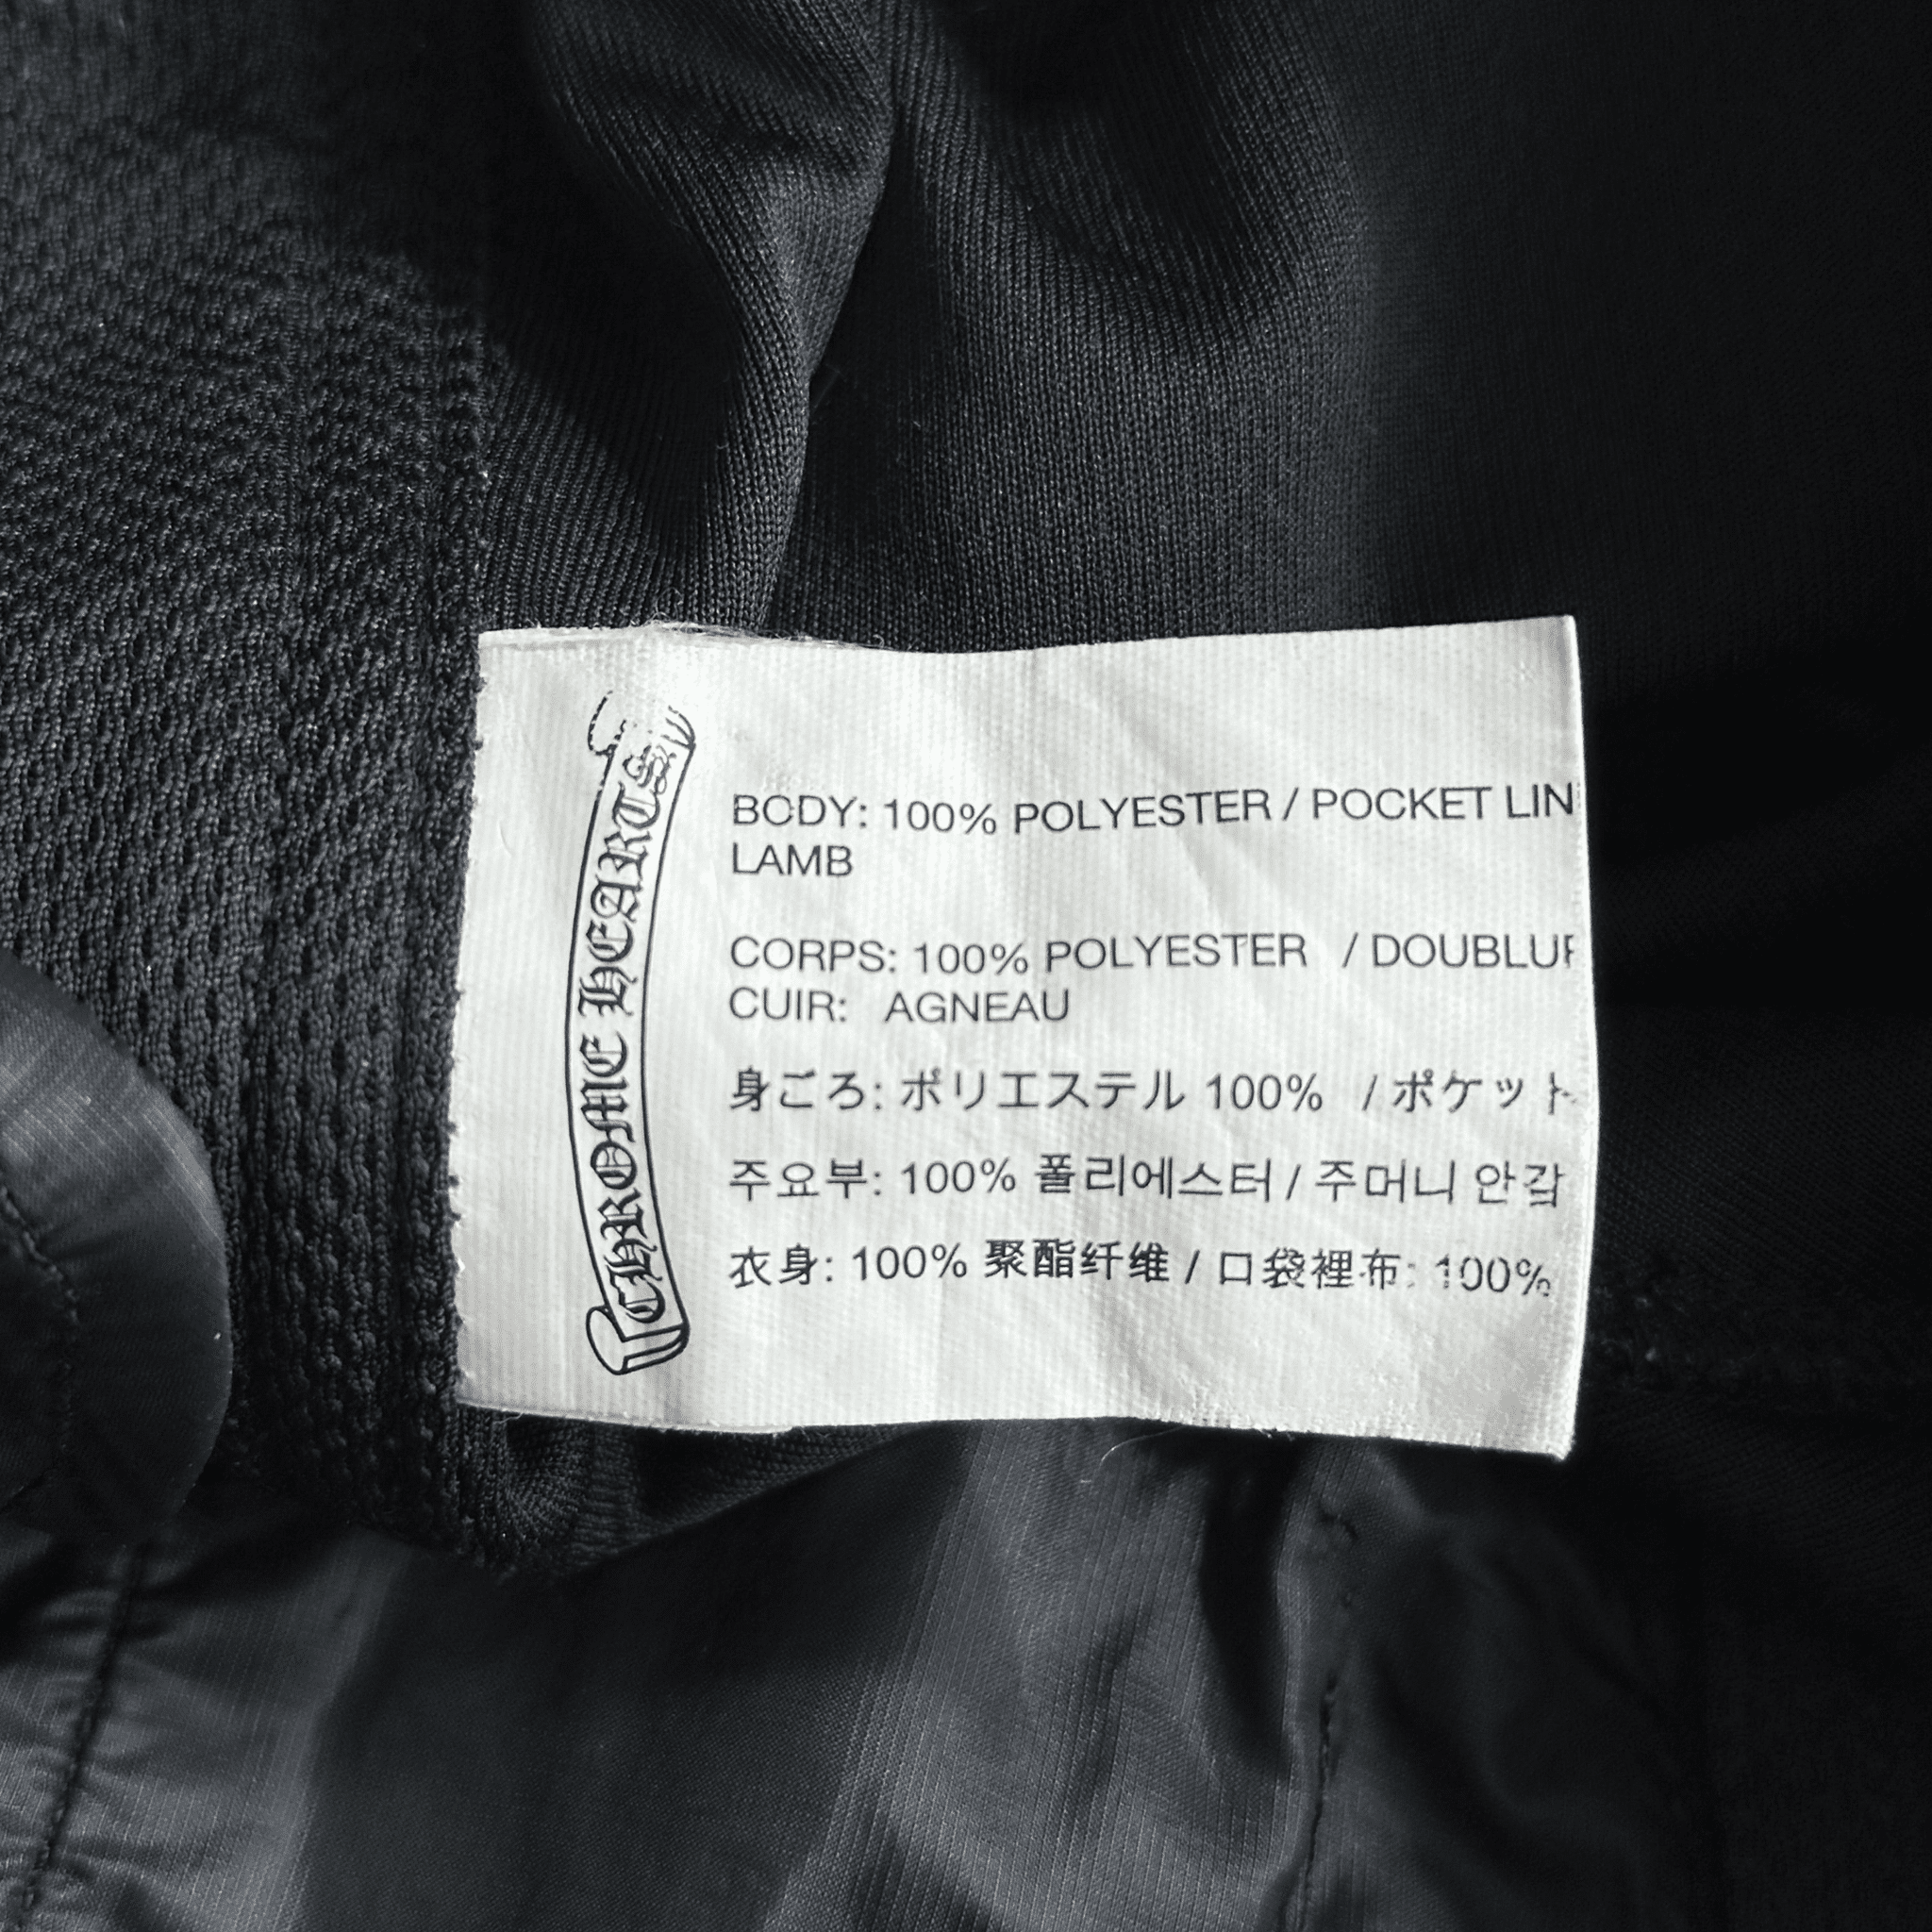 CHROME HEARTS
BODY: 100% POLYESTER / POCKET LIN
LAMB
CORPS: 100% POLYESTER / DOUBLU
CUIR: AGNEAU
身ごろ: ポリエステル 100% / ポケット
주요부: 100% 폴리에스터 / 주머니 안감
衣身: 100% 聚酯纤维 / 口袋裡布: 100%